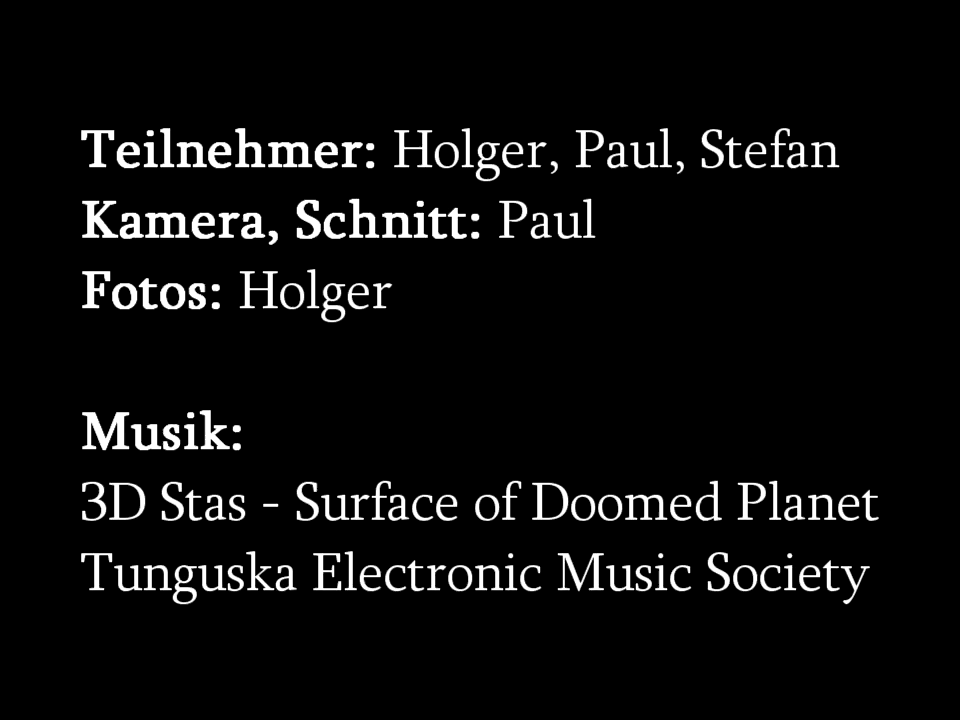 Teilnehmer: Holger, Paul, Stefan
Kamera, Schnitt: Paul
Fotos: Holger
Musik:
3D Stas - Surface of Doomed Planet
Tunguska Electronic Music Society